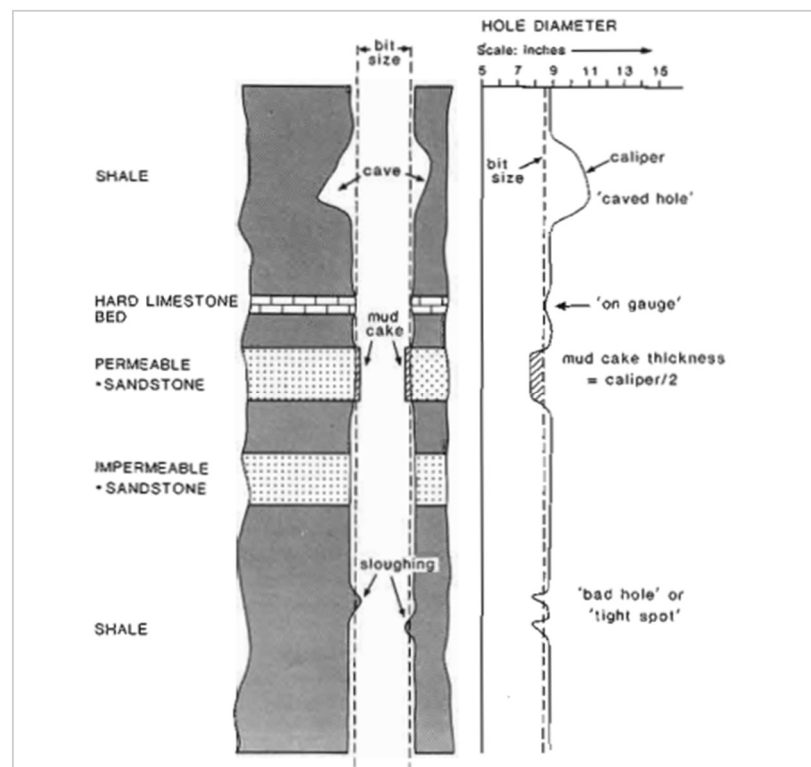 HOLE DIAMETER
bit
size
Scale: inches
5 7 9 11 13 15
SHALE
cave
bit
size
caliper
'caved hole'
HARD LIMESTONE
BED
mud
cake
'on gauge'
PERMEABLE
•SANDSTONE
mud cake thickness
= caliper/2
IMPERMEABLE
•SANDSTONE
sloughing
'bad hole' or
'tight spot'
SHALE